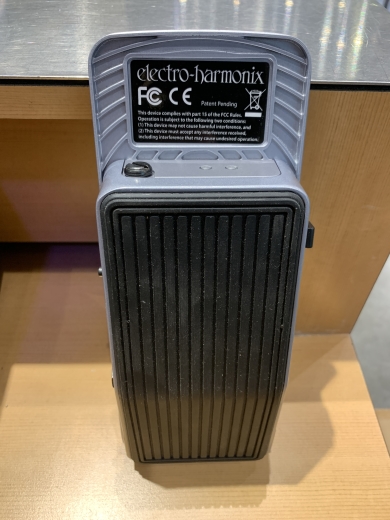 electro-harmonix
FC CE Patent Pending
This device complies with part 15 of the FCC Rules.
Operation is subject to the following two conditions:
(1) This device may not cause harmful interference, and
(2) This device must accept any interference received,
including interference that may cause undesired operation.